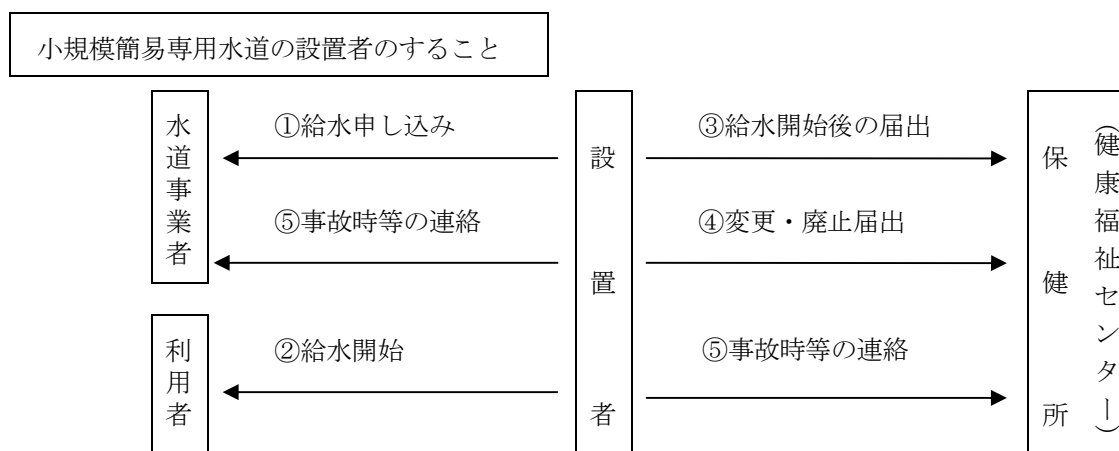 小規模簡易専用水道の設置者のすること
水道事業者
①給水申し込み
⑤事故時等の連絡
利用者
②給水開始
設置者
③給水開始後の届出
④変更・廃止届出
⑤事故時等の連絡
保健所
（健康福祉センター）